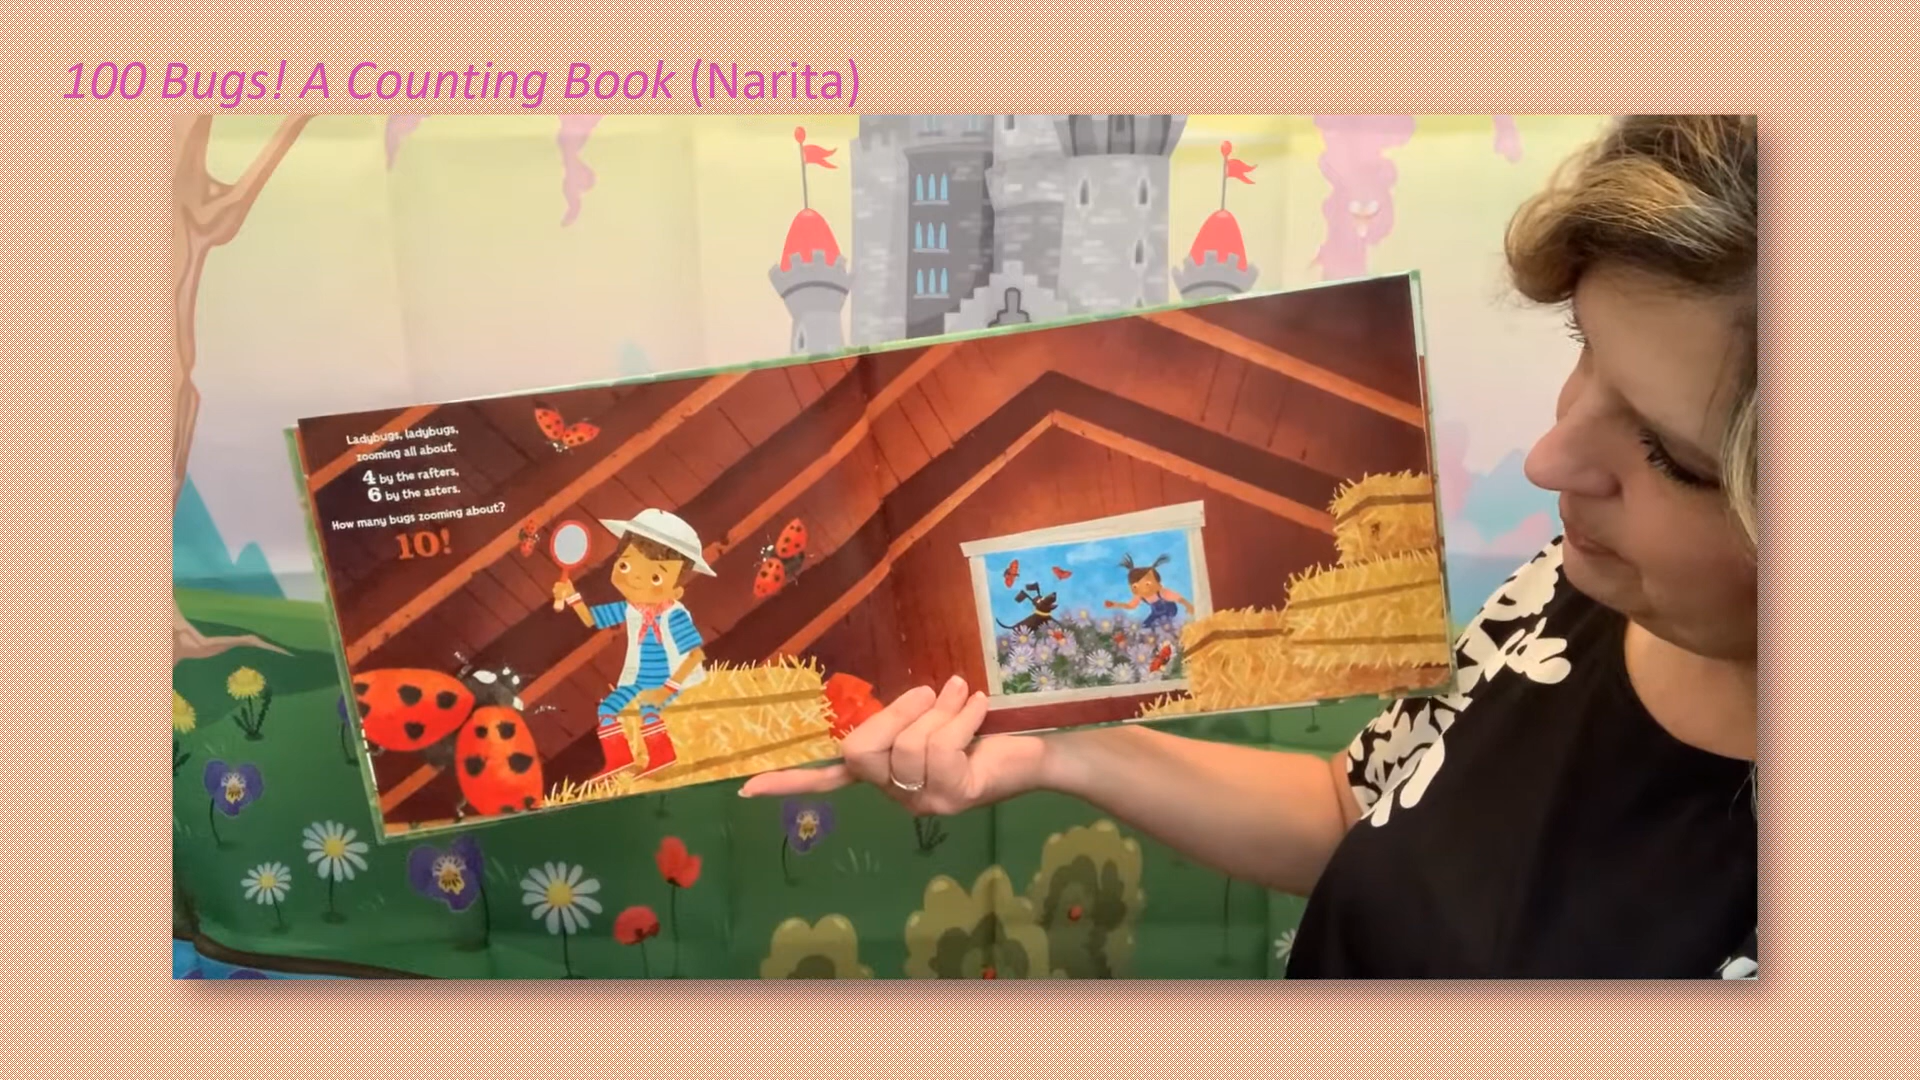 100 Bugs! A Counting Book (Narita)
Ladybugs, ladybugs,
zooming all about.
4 by the rafters,
6 by the asters.
How many bugs zooming about?
10!